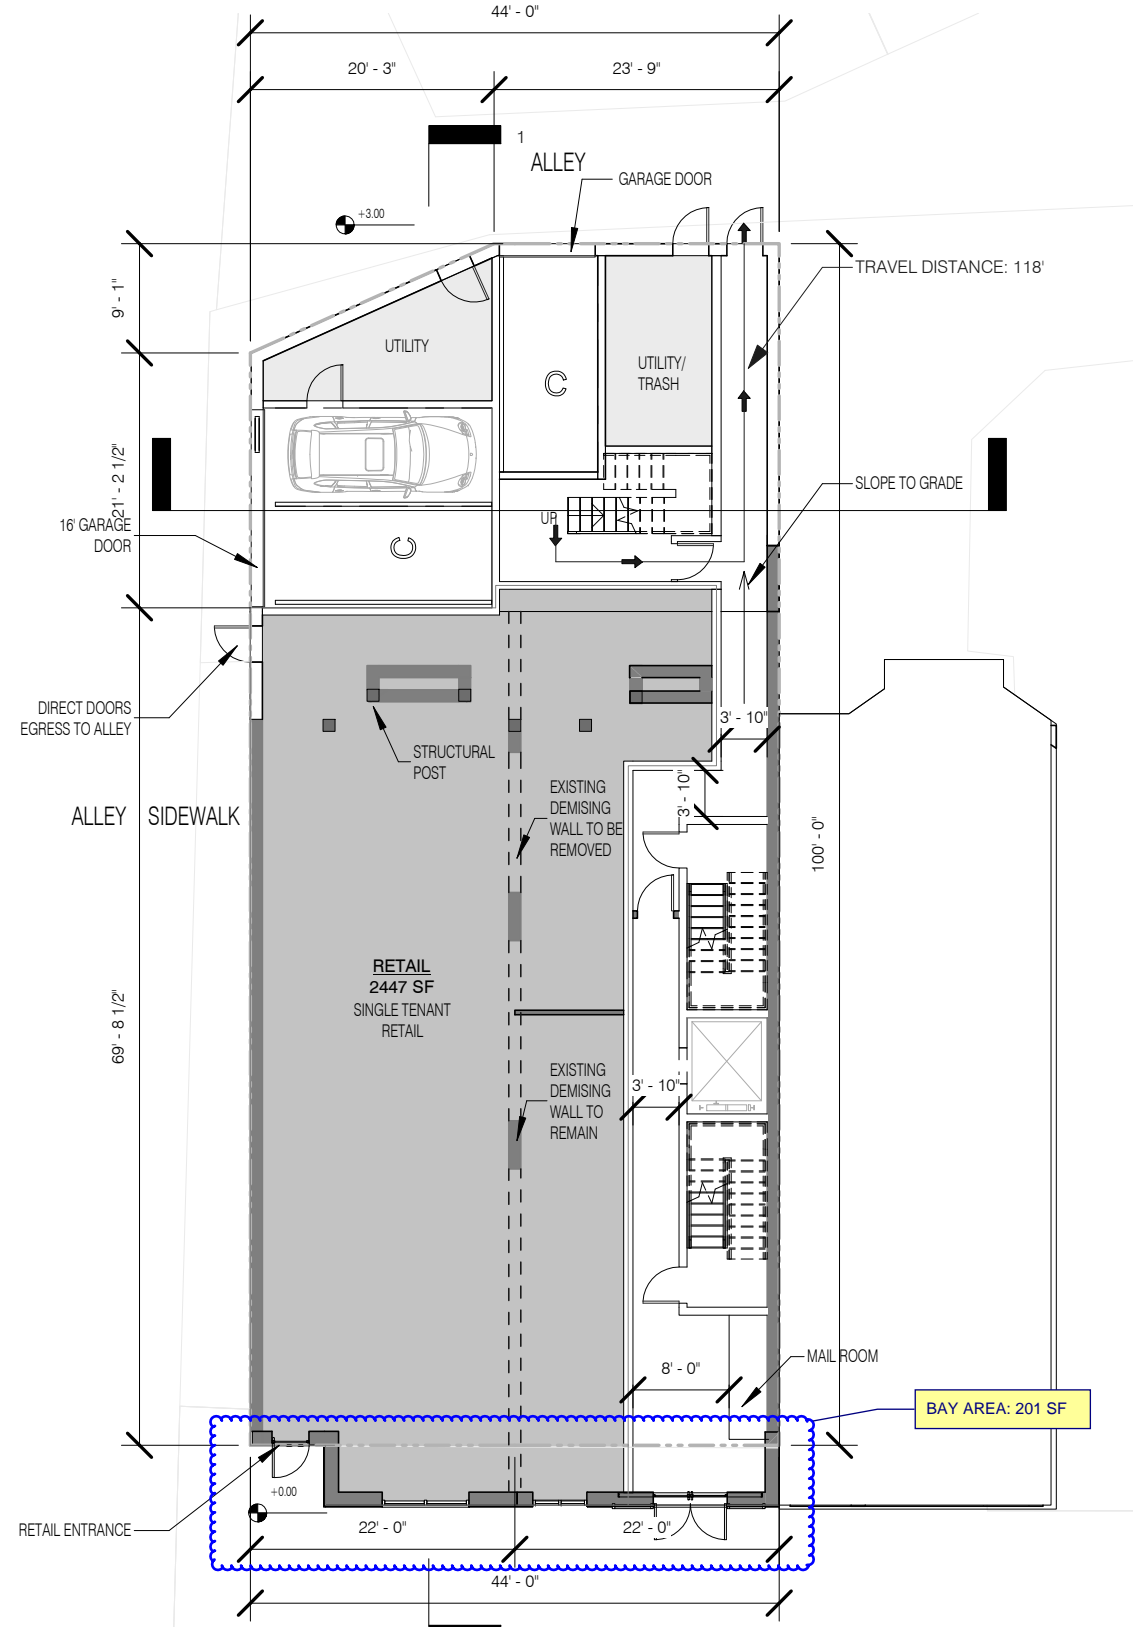 44' - 0"
20' - 3"
23' - 9"
1
ALLEY
GARAGE DOOR
+3.00
TRAVEL DISTANCE: 118'
9' - 1"
UTILITY
UTILITY/
TRASH
C
21' - 2 1/2"
SLOPE TO GRADE
UP
16' GARAGE
DOOR
C
DIRECT DOORS
EGRESS TO ALLEY
3' - 10"
STRUCTURAL
POST
3' - 10"
EXISTING
DEMISING
WALL TO BE
REMOVED
ALLEY SIDEWALK
100' - 0"
RETAIL
2447 SF
SINGLE TENANT
RETAIL
69' - 8 1/2"
EXISTING
DEMISING
WALL TO
REMAIN
3' - 10"
MAIL ROOM
8' - 0"
BAY AREA: 201 SF
+0.00
RETAIL ENTRANCE
22' - 0"
22' - 0"
44' - 0"